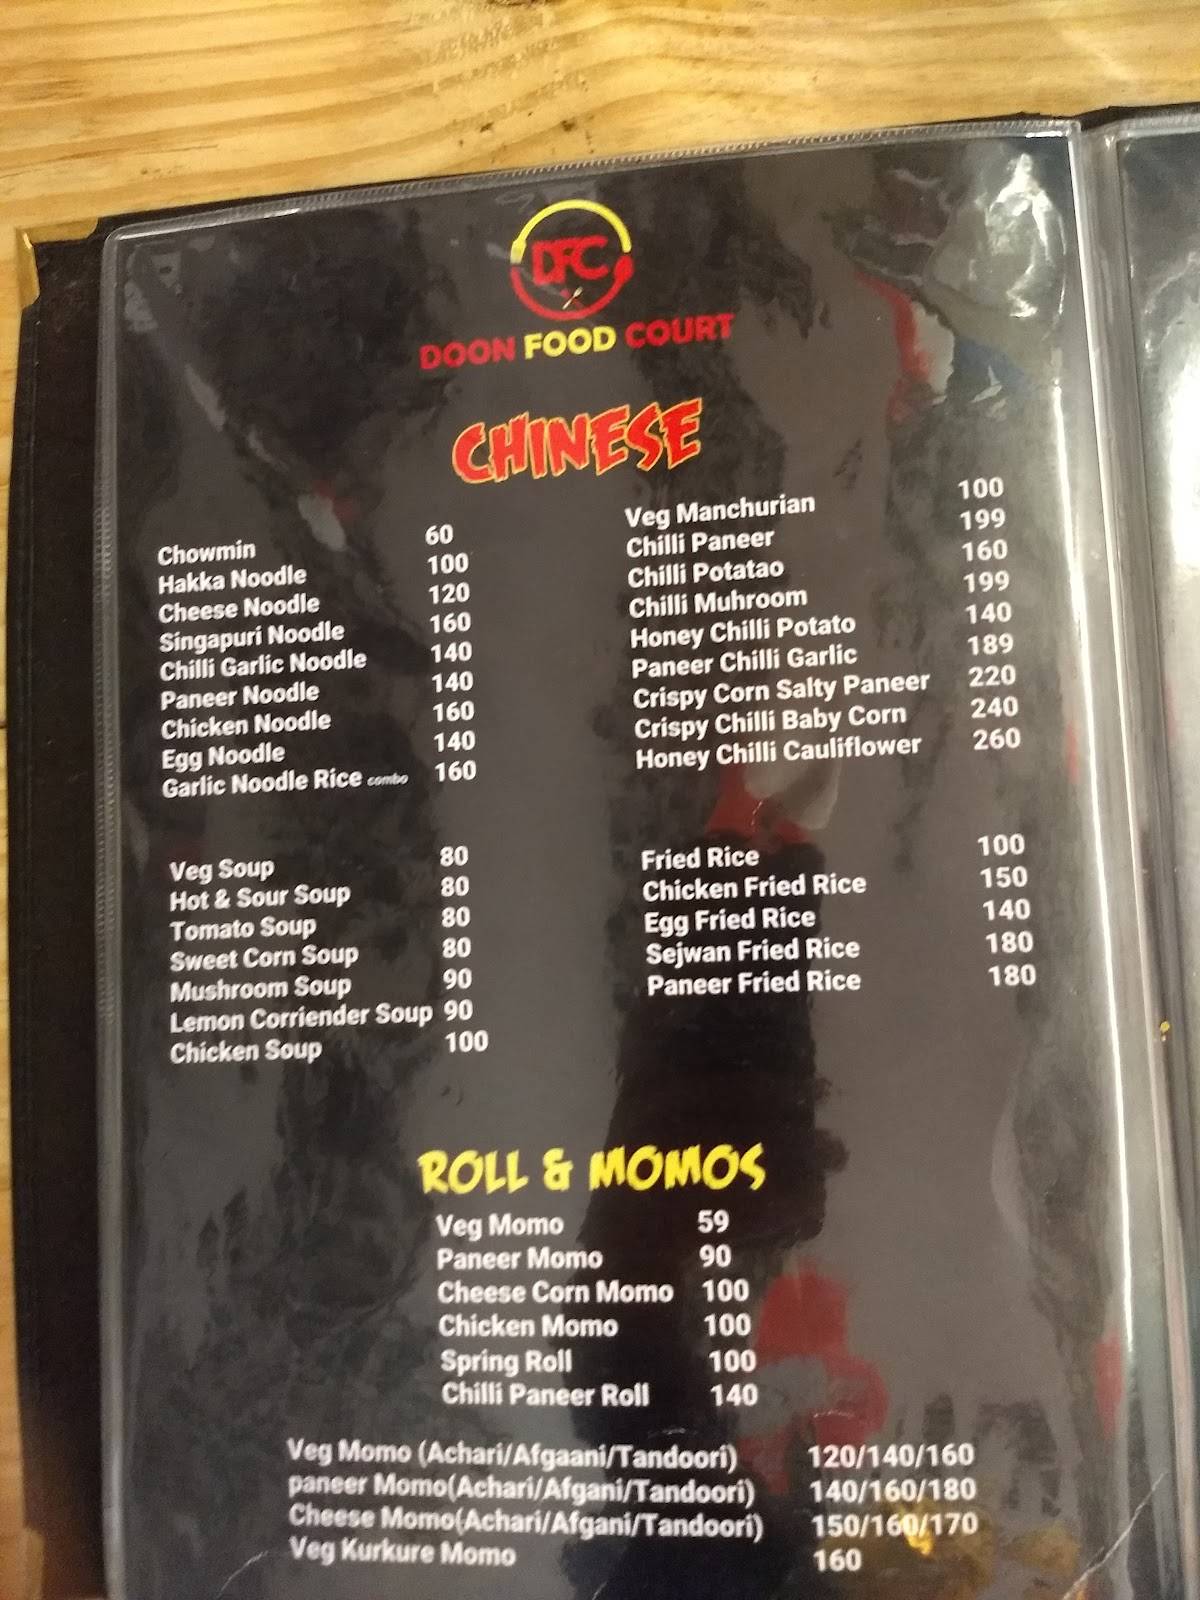 DFC
DOON FOOD COURT
CHINESE
Chowmin 60
Hakka Noodle 100
Cheese Noodle 120
Singapuri Noodle 160
Chilli Garlic Noodle 140
Paneer Noodle 140
Chicken Noodle 160
Egg Noodle 140
Garlic Noodle Rice combo 160
Veg Manchurian 100
Chilli Paneer 199
Chilli Potatao 160
Chilli Muhroom 199
Honey Chilli Potato 140
Paneer Chilli Garlic 189
Crispy Corn Salty Paneer 220
Crispy Chilli Baby Corn 240
Honey Chilli Cauliflower 260
Veg Soup 80
Hot & Sour Soup 80
Tomato Soup 80
Sweet Corn Soup 80
Mushroom Soup 90
Lemon Corriender Soup 90
Chicken Soup 100
Fried Rice 100
Chicken Fried Rice 150
Egg Fried Rice 140
Sejwan Fried Rice 180
Paneer Fried Rice 180
ROLL & MOMOS
Veg Momo 59
Paneer Momo 90
Cheese Corn Momo 100
Chicken Momo 100
Spring Roll 100
Chilli Paneer Roll 140
Veg Momo (Achari/Afgaani/Tandoori) 120/140/160
paneer Momo(Achari/Afgani/Tandoori) 140/160/180
Cheese Momo(Achari/Afgani/Tandoori) 150/160/170
Veg Kurkure Momo 160